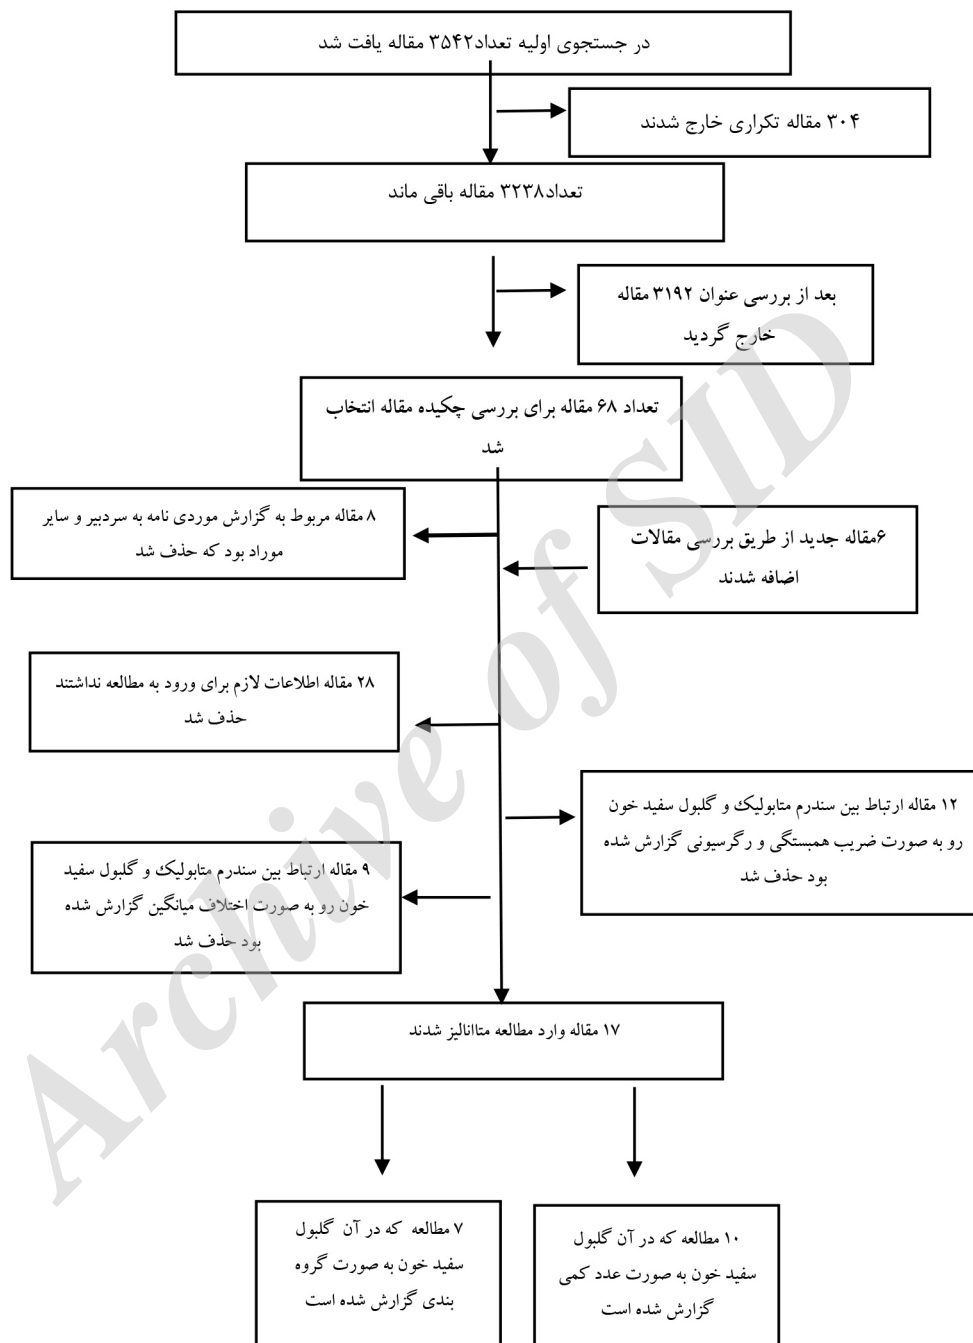 در جستجوی اولیه تعداد۳۵۴۲ مقاله یافت شد
۳۰۴ مقاله تکراری خارج شدند
تعداد۳۲۳۸ مقاله باقی ماند
بعد از بررسی عنوان ۳۱۹۲ مقاله
خارج گردید
تعداد ۶۸ مقاله برای بررسی چکیده مقاله انتخاب
شد
۸ مقاله مربوط به گزارش موردی نامه به سردبیر و سایر
موراد بود که حذف شد
۶مقاله جدید از طریق بررسی مقالات
اضافه شدند
۲۸ مقاله اطلاعات لازم برای ورود به مطالعه نداشتند
حذف شد
۱۲ مقاله ارتباط بین سندرم متابولیک و گلبول سفید خون
رو به صورت ضریب همبستگی و رگرسیونی گزارش شده
بود حذف شد
۹ مقاله ارتباط بین سندرم متابولیک و گلبول سفید
خون رو به صورت اختلاف میانگین گزارش شده
بود حذف شد
۱۷ مقاله وارد مطالعه متاانالیز شدند
۱۰ مطالعه که در آن گلبول
سفید خون به صورت عدد کمی
گزارش شده است
۷ مطالعه که در آن گلبول
سفید خون به صورت گروه
بندی گزارش شده است
Archive of SID